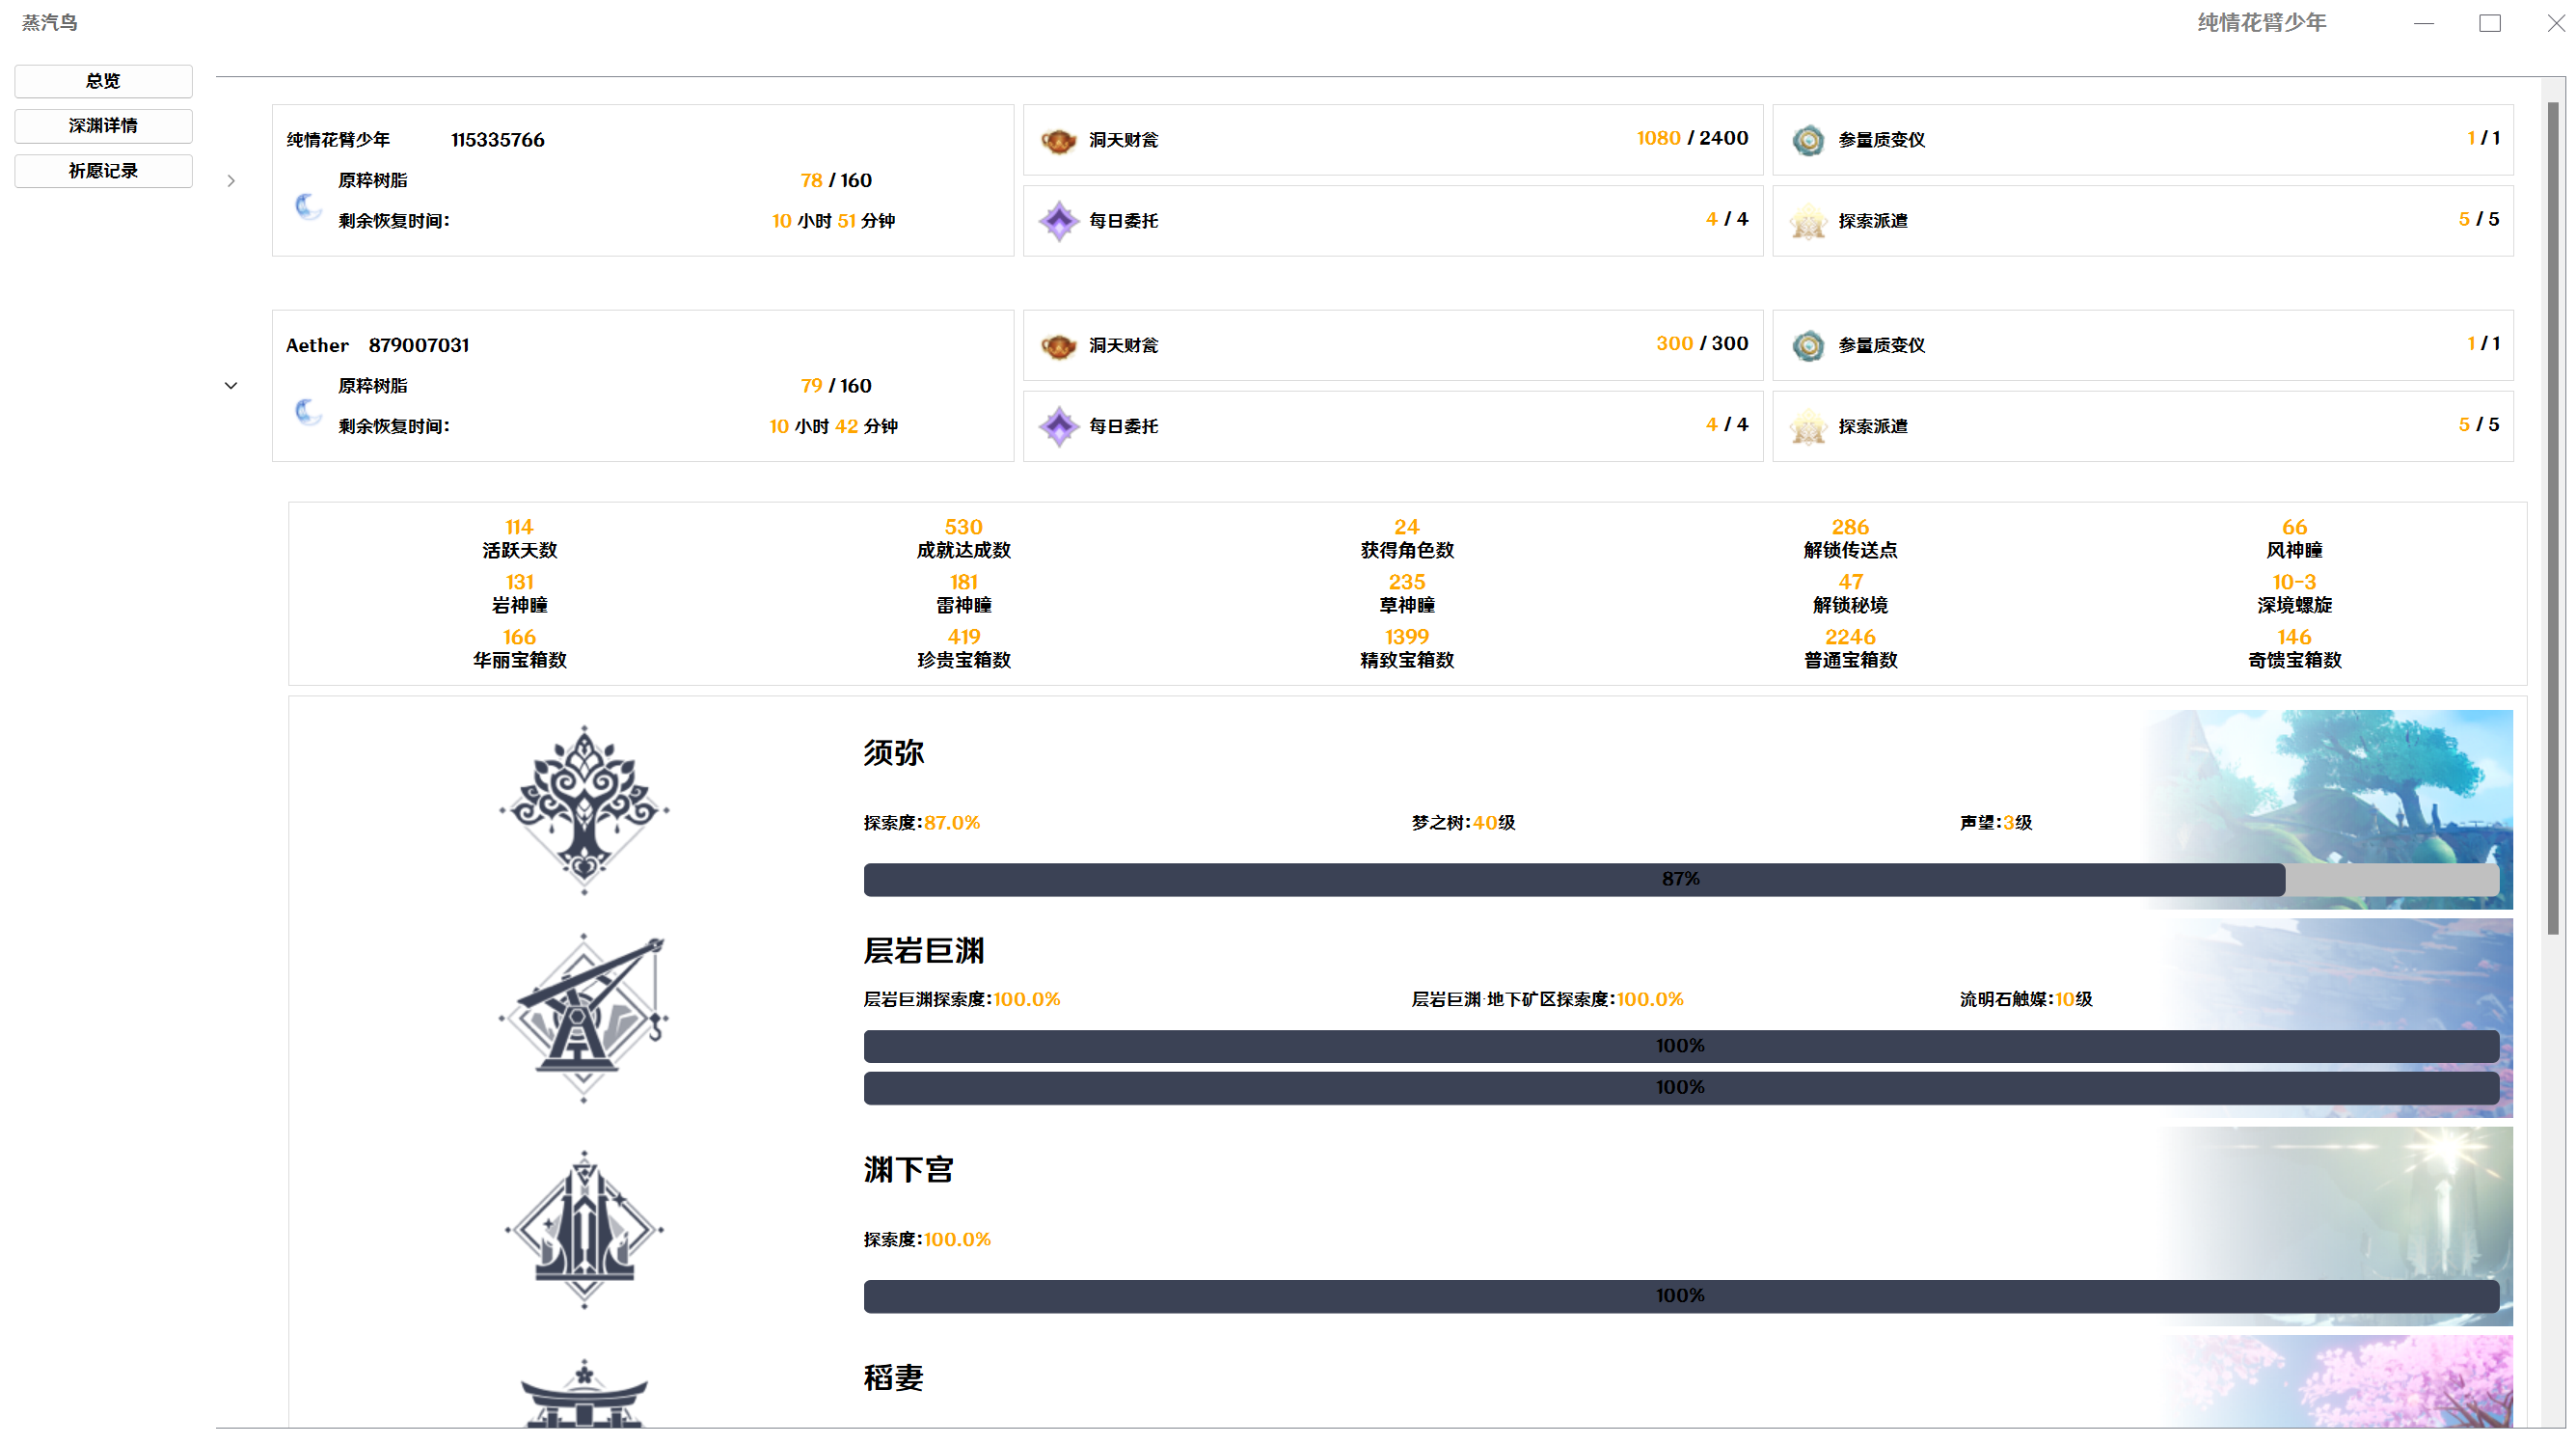 蒸汽鸟
纯情花臂少年
总览
深渊详情
祈愿记录
纯情花臂少年 115335766
原粹树脂 78 / 160
剩余恢复时间： 10 小时 51 分钟
洞天财瓮 1080 / 2400
参量质变仪 1 / 1
每日委托 4 / 4
探索派遣 5 / 5
Aether 879007031
原粹树脂 79 / 160
剩余恢复时间： 10 小时 42 分钟
洞天财瓮 300 / 300
参量质变仪 1 / 1
每日委托 4 / 4
探索派遣 5 / 5
114 530 24 286 66
活跃天数 成就达成数 获得角色数 解锁传送点 风神瞳
131 181 235 47 10-3
岩神瞳 雷神瞳 草神瞳 解锁秘境 深境螺旋
166 419 1399 2246 146
华丽宝箱数 珍贵宝箱数 精致宝箱数 普通宝箱数 奇馈宝箱数
须弥
探索度：87.0% 梦之树：40级 声望：3级
87%
层岩巨渊
层岩巨渊探索度：100.0% 层岩巨渊·地下矿区探索度：100.0% 流明石触媒：10级
100%
100%
渊下宫
探索度：100.0%
100%
稻妻